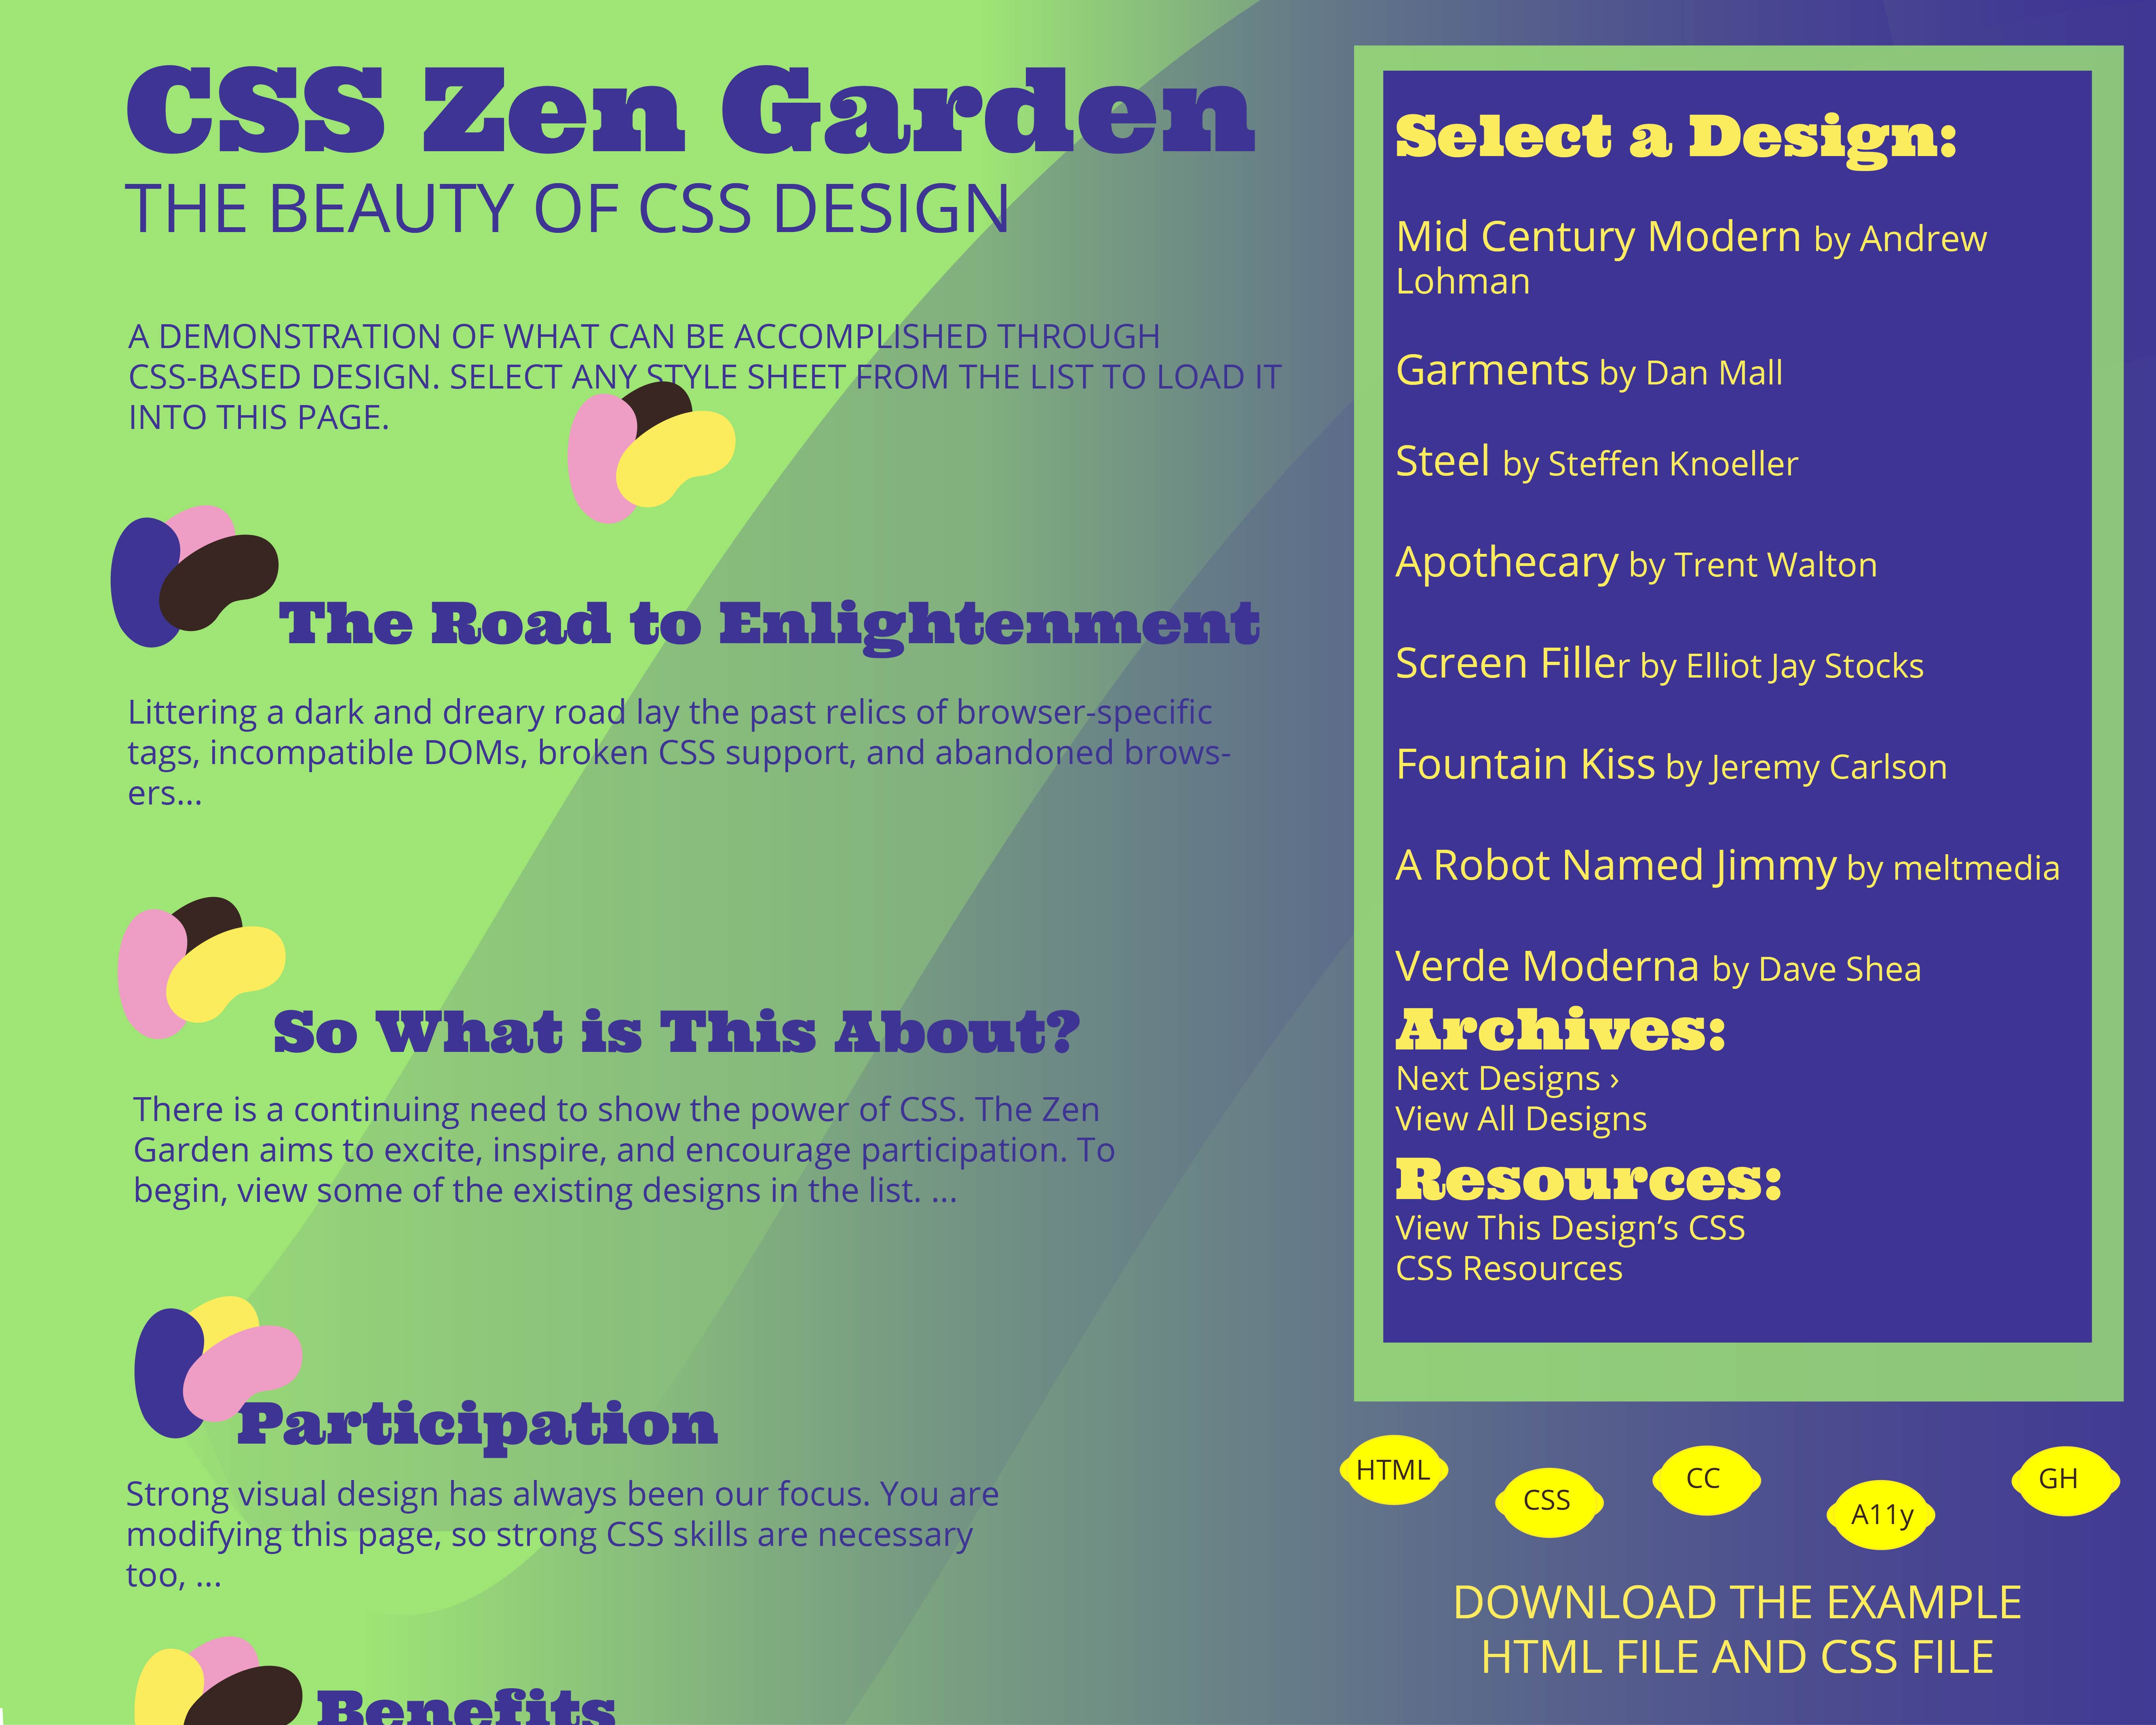 CSS Zen Garden
THE BEAUTY OF CSS DESIGN
A DEMONSTRATION OF WHAT CAN BE ACCOMPLISHED THROUGH
CSS-BASED DESIGN. SELECT ANY STYLE SHEET FROM THE LIST TO LOAD IT
INTO THIS PAGE.
The Road to Enlightenment
Littering a dark and dreary road lay the past relics of browser-specific
tags, incompatible DOMs, broken CSS support, and abandoned brows-
ers...
So What is This About?
There is a continuing need to show the power of CSS. The Zen
Garden aims to excite, inspire, and encourage participation. To
begin, view some of the existing designs in the list. ...
Participation
Strong visual design has always been our focus. You are
modifying this page, so strong CSS skills are necessary
too, ...
Benefits
Select a Design:
Mid Century Modern by Andrew
Lohman
Garments by Dan Mall
Steel by Steffen Knoeller
Apothecary by Trent Walton
Screen Filler by Elliot Jay Stocks
Fountain Kiss by Jeremy Carlson
A Robot Named Jimmy by meltmedia
Verde Moderna by Dave Shea
Archives:
Next Designs ›
View All Designs
Resources:
View This Design’s CSS
CSS Resources
HTML
CSS
CC
A11y
GH
DOWNLOAD THE EXAMPLE
HTML FILE AND CSS FILE